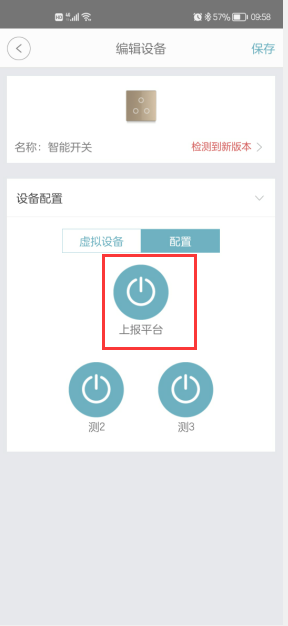 57% 09:58
编辑设备 保存
名称：智能开关 检测到新版本
设备配置
虚拟设备 配置
上报平台
测2 测3